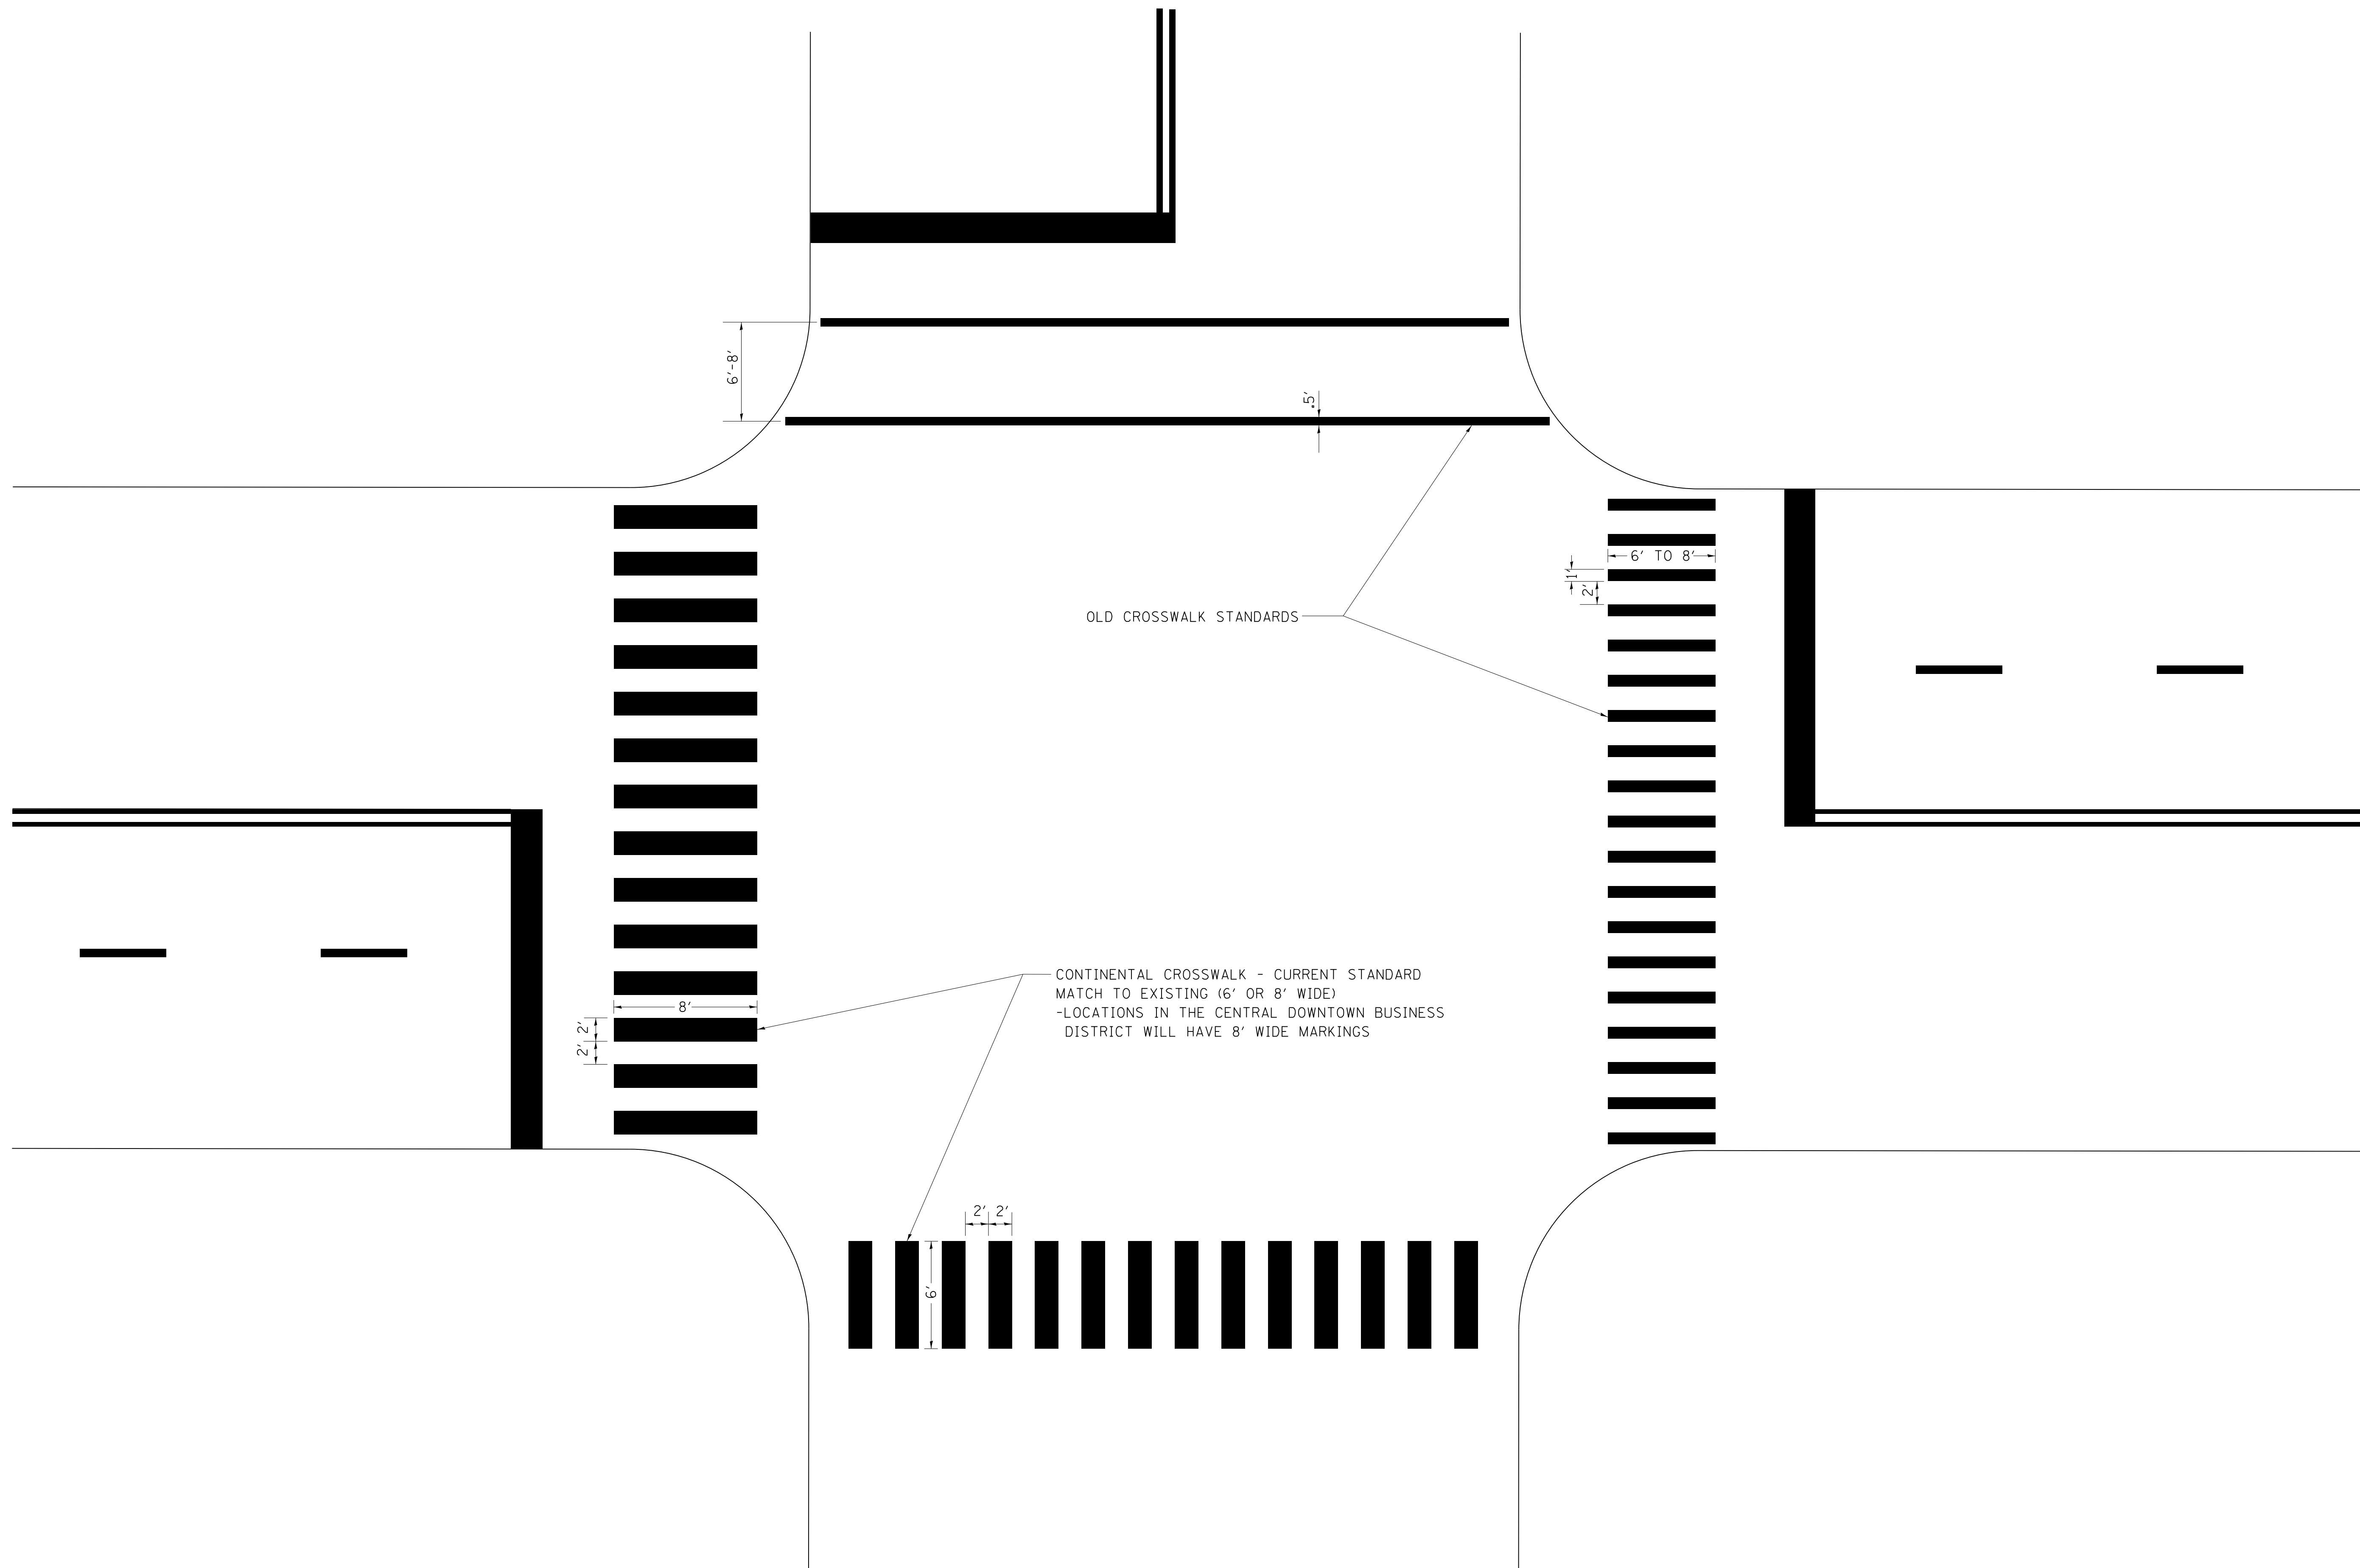 6'-8'
.5'
6' TO 8'
1'
2'
OLD CROSSWALK STANDARDS
CONTINENTAL CROSSWALK - CURRENT STANDARD
MATCH TO EXISTING (6' OR 8' WIDE)
-LOCATIONS IN THE CENTRAL DOWNTOWN BUSINESS
DISTRICT WILL HAVE 8' WIDE MARKINGS
8'
2'
2'
2' 2'
6'